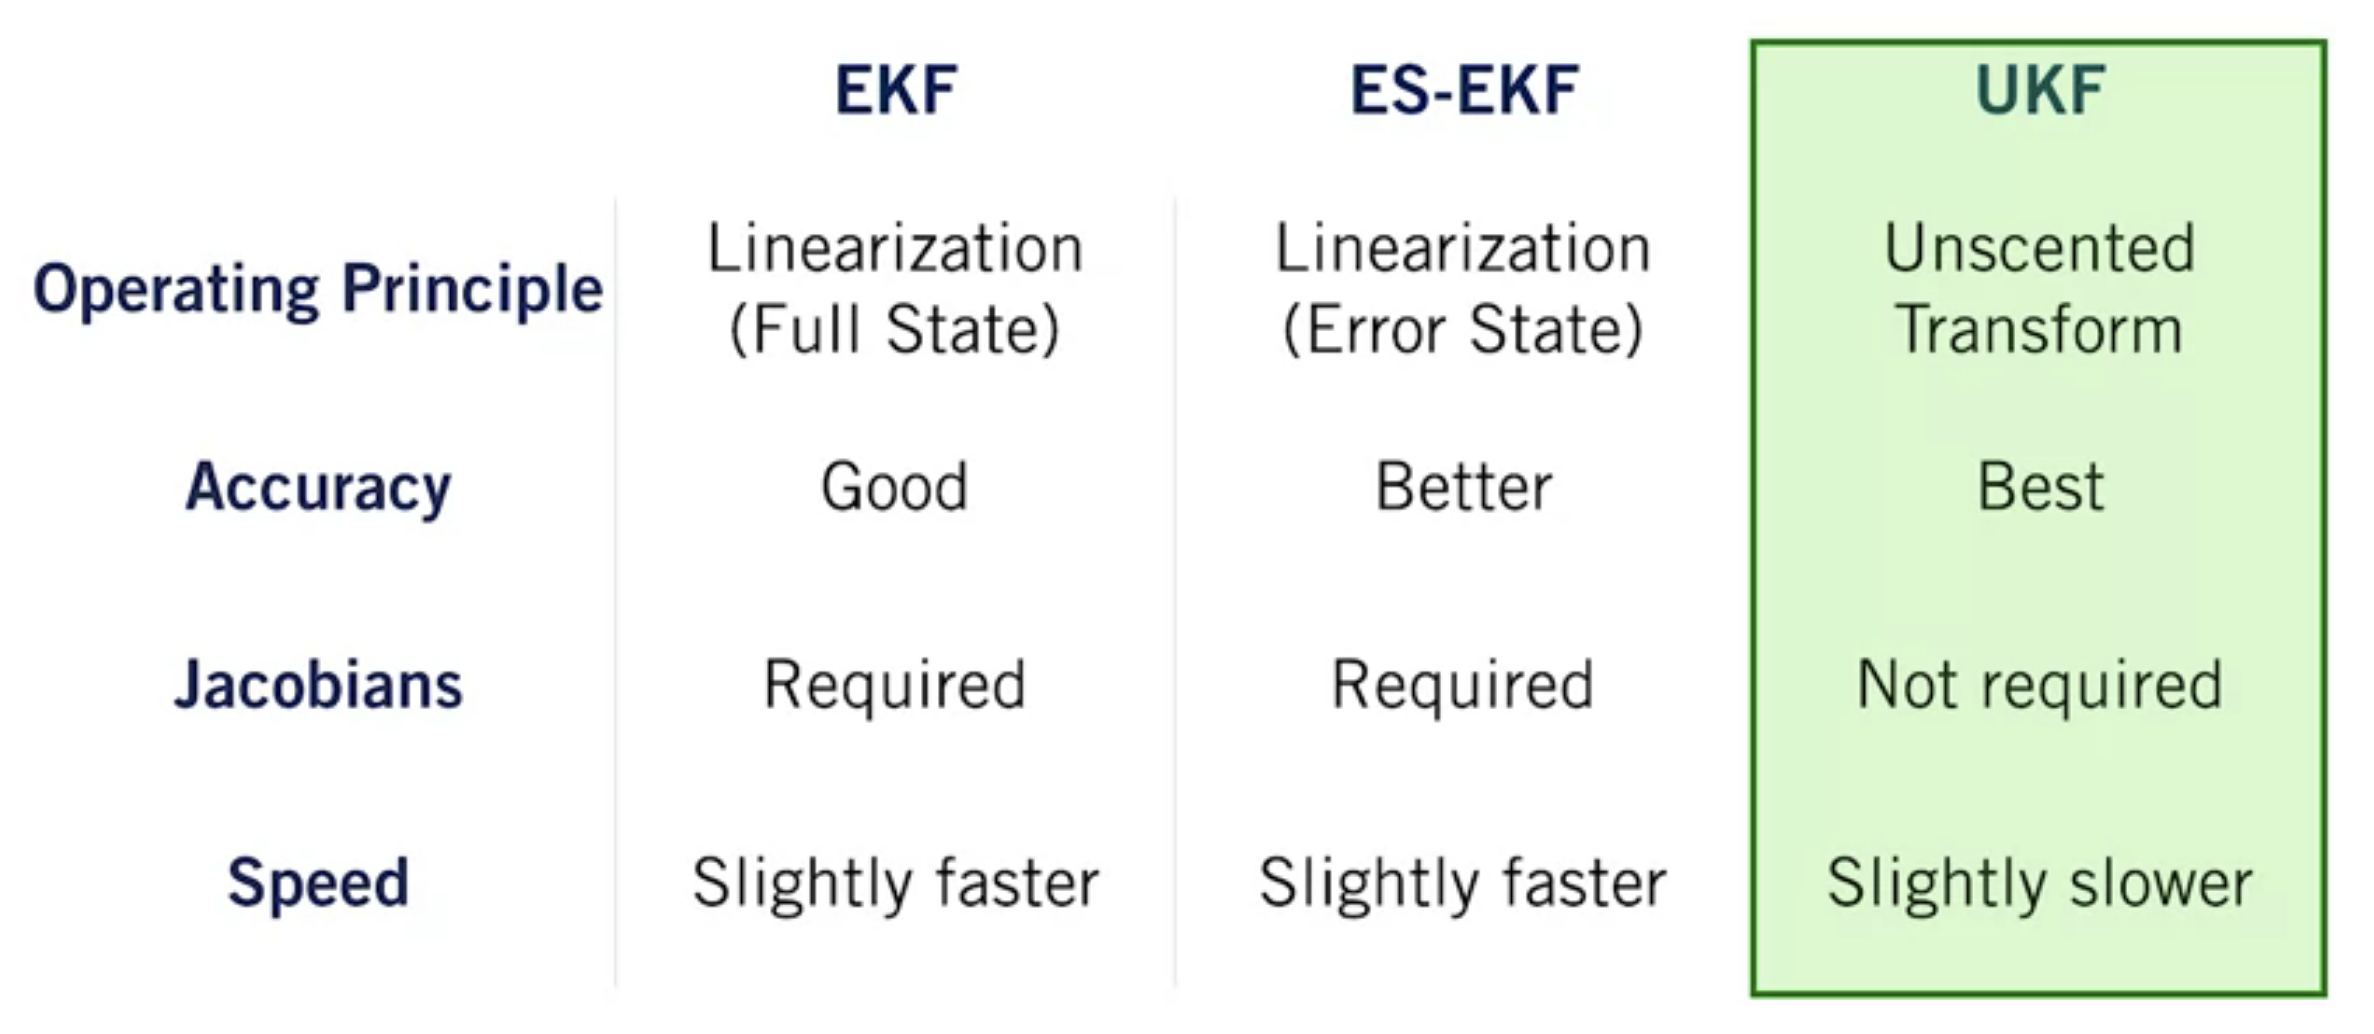 EKF ES-EKF UKF
Operating Principle Linearization (Full State) Linearization (Error State) Unscented Transform
Accuracy Good Better Best
Jacobians Required Required Not required
Speed Slightly faster Slightly faster Slightly slower